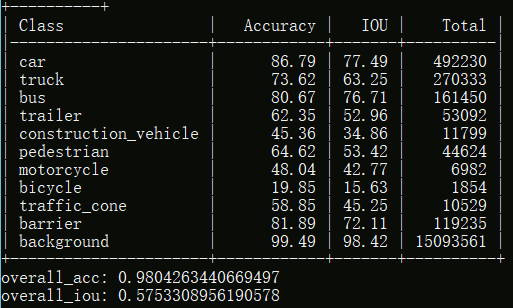 +----------+
| Class                | Accuracy |   IOU |    Total |
|----------------------+----------+-------+----------|
| car                  |    86.79 | 77.49 |   492230 |
| truck                |    73.62 | 63.25 |   270333 |
| bus                  |    80.67 | 76.71 |   161450 |
| trailer              |    62.35 | 52.96 |    53092 |
| construction_vehicle |    45.36 | 34.86 |    11799 |
| pedestrian           |    64.62 | 53.42 |    44624 |
| motorcycle           |    48.04 | 42.77 |     6982 |
| bicycle              |    19.85 | 15.63 |     1854 |
| traffic_cone         |    58.85 | 45.25 |    10529 |
| barrier              |    81.89 | 72.11 |   119235 |
| background           |    99.49 | 98.42 | 15093561 |
+----------------------+----------+-------+----------+
overall_acc: 0.9804263440669497
overall_iou: 0.5753308956190578